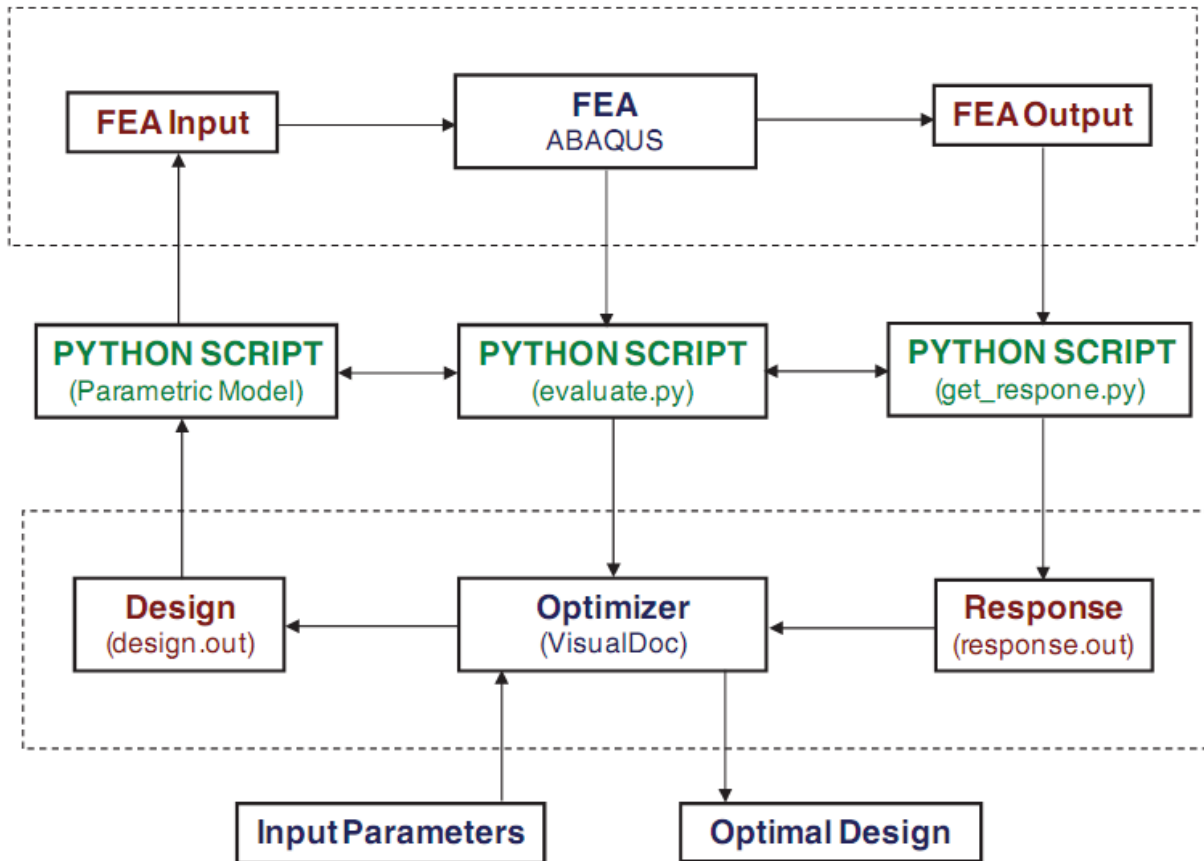 FEA Input
FEA
ABAQUS
FEA Output
PYTHON SCRIPT
(Parametric Model)
PYTHON SCRIPT
(evaluate.py)
PYTHON SCRIPT
(get_respone.py)
Design
(design.out)
Optimizer
(VisualDoc)
Response
(response.out)
Input Parameters
Optimal Design